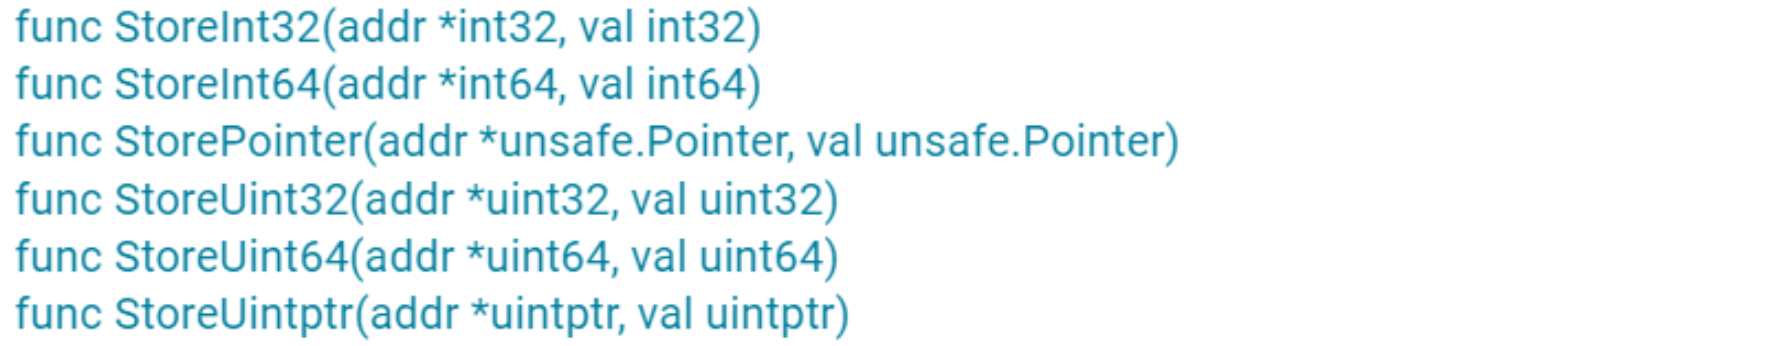 func StoreInt32(addr *int32, val int32)
func StoreInt64(addr *int64, val int64)
func StorePointer(addr *unsafe.Pointer, val unsafe.Pointer)
func StoreUint32(addr *uint32, val uint32)
func StoreUint64(addr *uint64, val uint64)
func StoreUintptr(addr *uintptr, val uintptr)